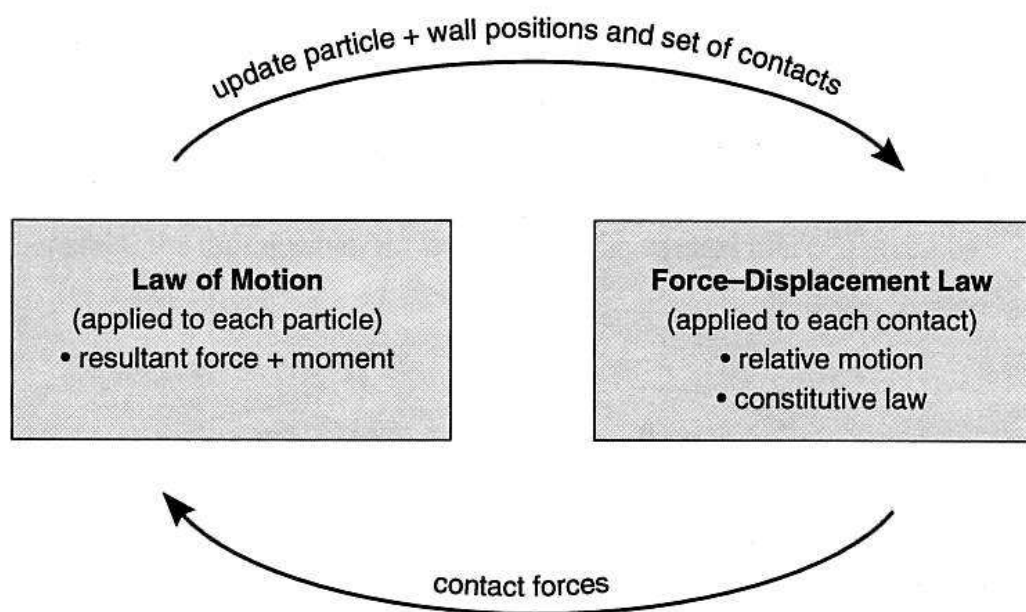 update particle + wall positions and set of contacts
Law of Motion
(applied to each particle)
• resultant force + moment
Force–Displacement Law
(applied to each contact)
• relative motion
• constitutive law
contact forces